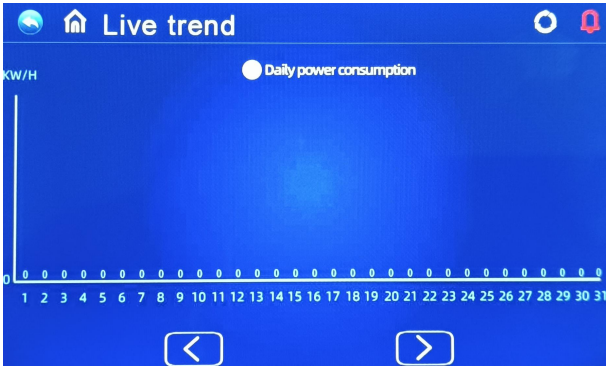 Live trend
Daily power consumption
KW/H
0 0 0 0 0 0 0 0 0 0 0 0 0 0 0 0 0 0 0 0 0 0 0 0 0 0 0 0 0 0 0
0
1 2 3 4 5 6 7 8 9 10 11 12 13 14 15 16 17 18 19 20 21 22 23 24 25 26 27 28 29 30 31